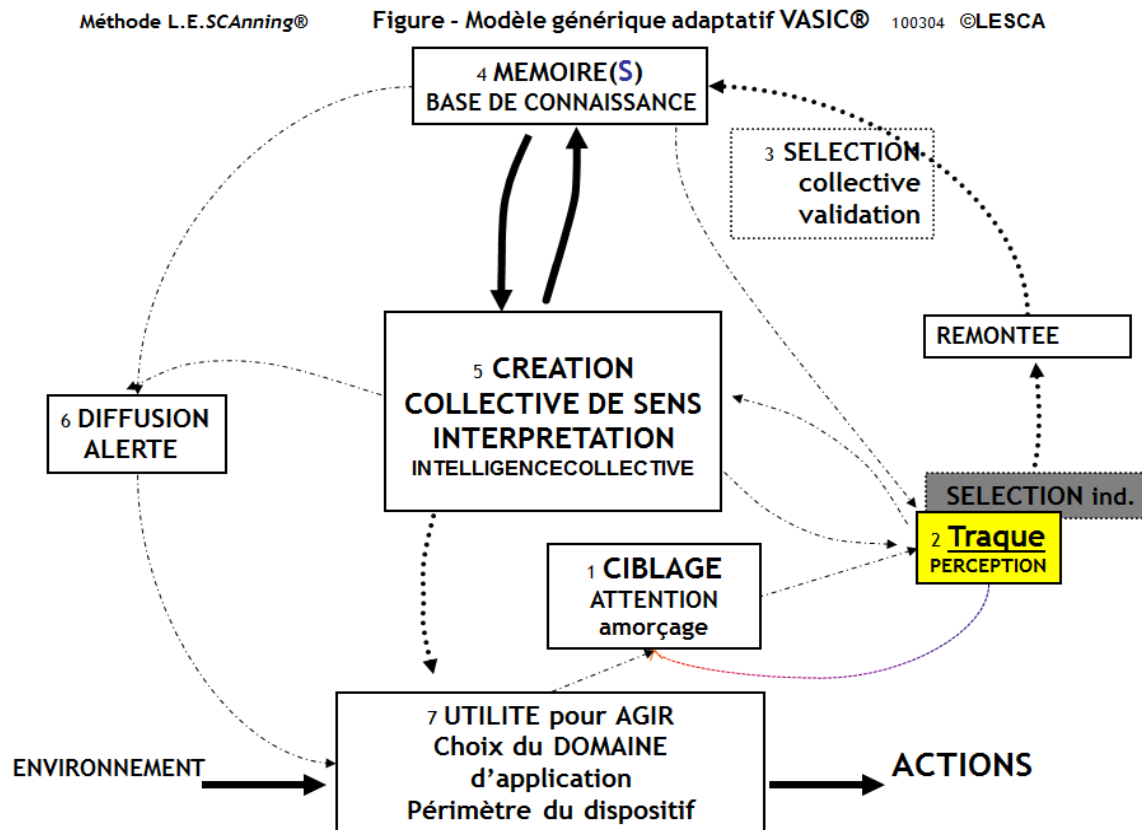 Méthode L.E.SCAnning® Figure - Modèle générique adaptatif VASIC® 100304 ©LESCA
4 MEMOIRE(S)
BASE DE CONNAISSANCE
3 SELECTION
collective
validation
REMONTEE
5 CREATION
COLLECTIVE DE SENS
INTERPRETATION
INTELLIGENCECOLLECTIVE
6 DIFFUSION
ALERTE
SELECTION ind.
2 Traque
PERCEPTION
1 CIBLAGE
ATTENTION
amorçage
7 UTILITE pour AGIR
Choix du DOMAINE
d’application
Périmètre du dispositif
ENVIRONNEMENT
ACTIONS